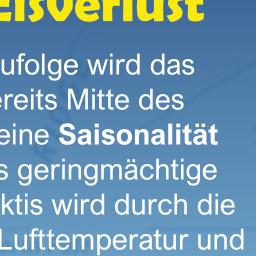 Eisverlust
ufolge wird das
ereits Mitte des
eine Saisonalität
s geringmächtige
ktis wird durch die
Lufttemperatur und